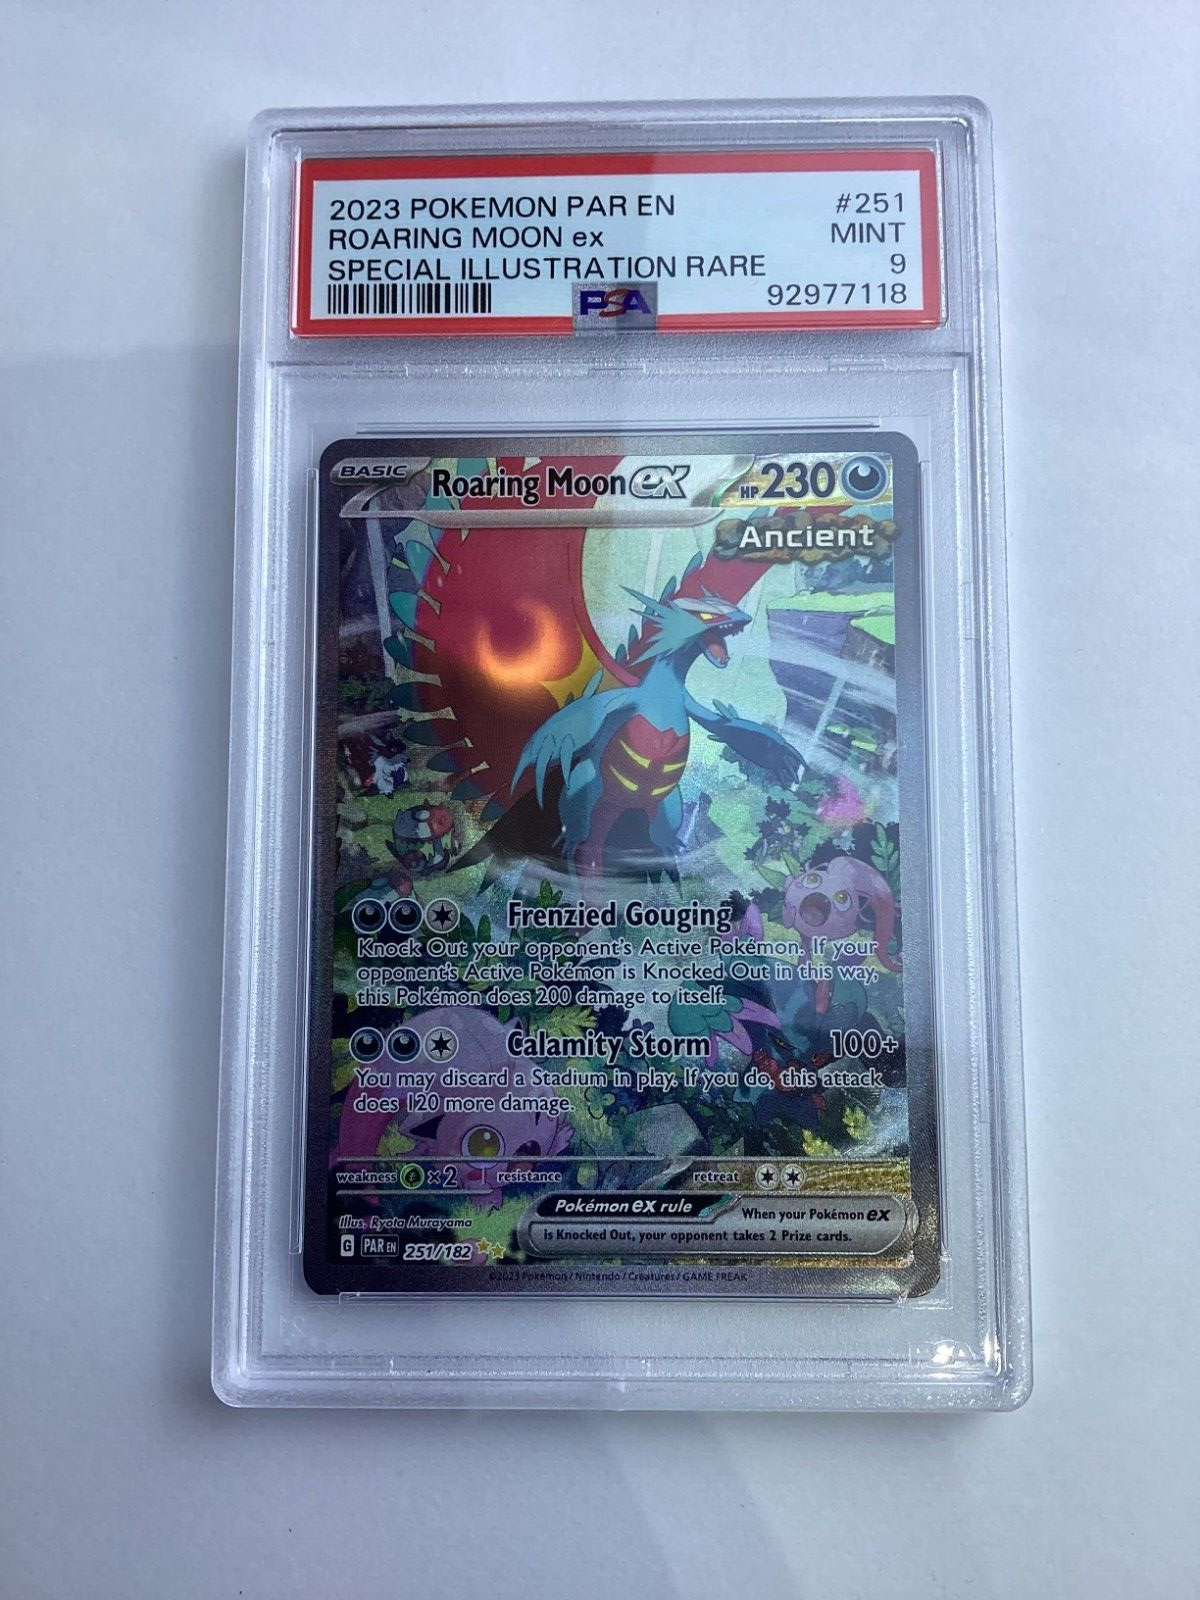 2023 POKEMON PAR EN #251
ROARING MOON ex MINT
SPECIAL ILLUSTRATION RARE 9
PSA 92977118
BASIC Roaring Moon ex HP 230
Ancient
Frenzied Gouging
Knock Out your opponent's Active Pokémon. If your
opponent's Active Pokémon is Knocked Out in this way,
this Pokémon does 200 damage to itself.
Calamity Storm 100+
You may discard a Stadium in play. If you do, this attack
does 120 more damage.
weakness ×2 resistance retreat
Pokémon ex rule When your Pokémon ex
is Knocked Out, your opponent takes 2 Prize cards.
Illus. Ryota Murayama
G PAR EN 251/182
©2023 Pokémon / Nintendo / Creatures / GAME FREAK